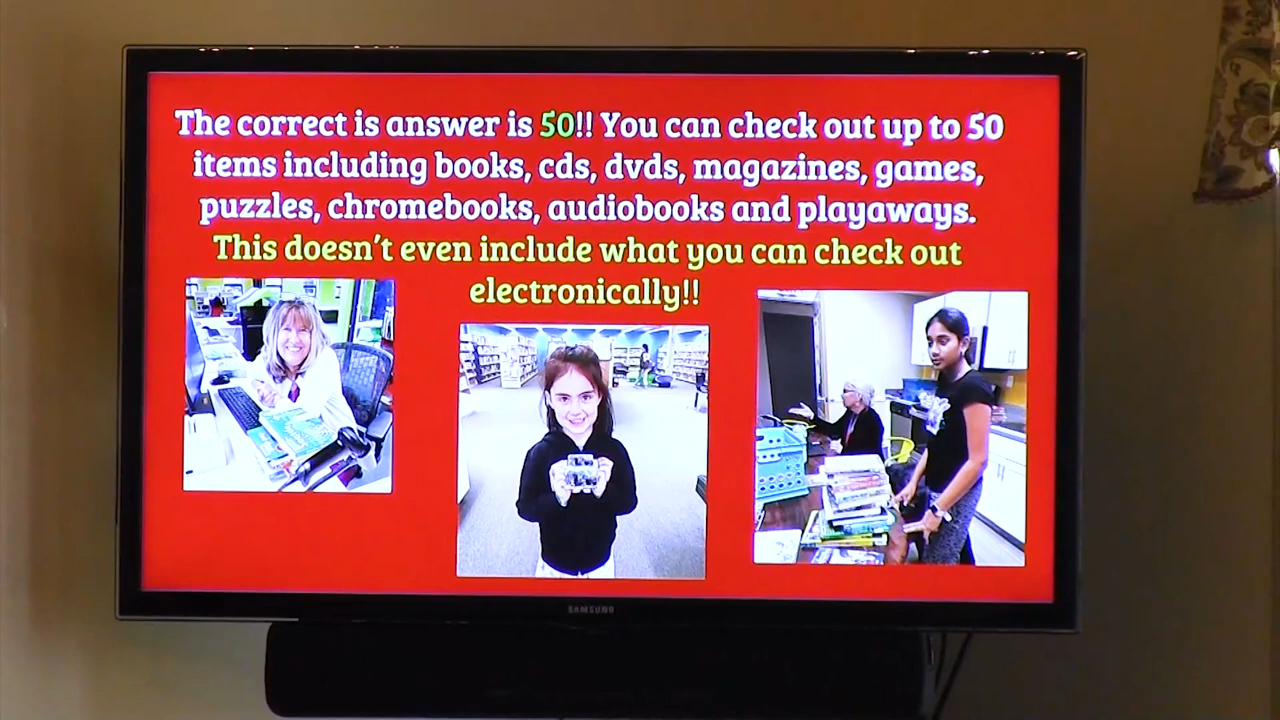 The correct is answer is 50!! You can check out up to 50
items including books, cds, dvds, magazines, games,
puzzles, chromebooks, audiobooks and playaways.
This doesn't even include what you can check out
electronically!!
SAMSUNG